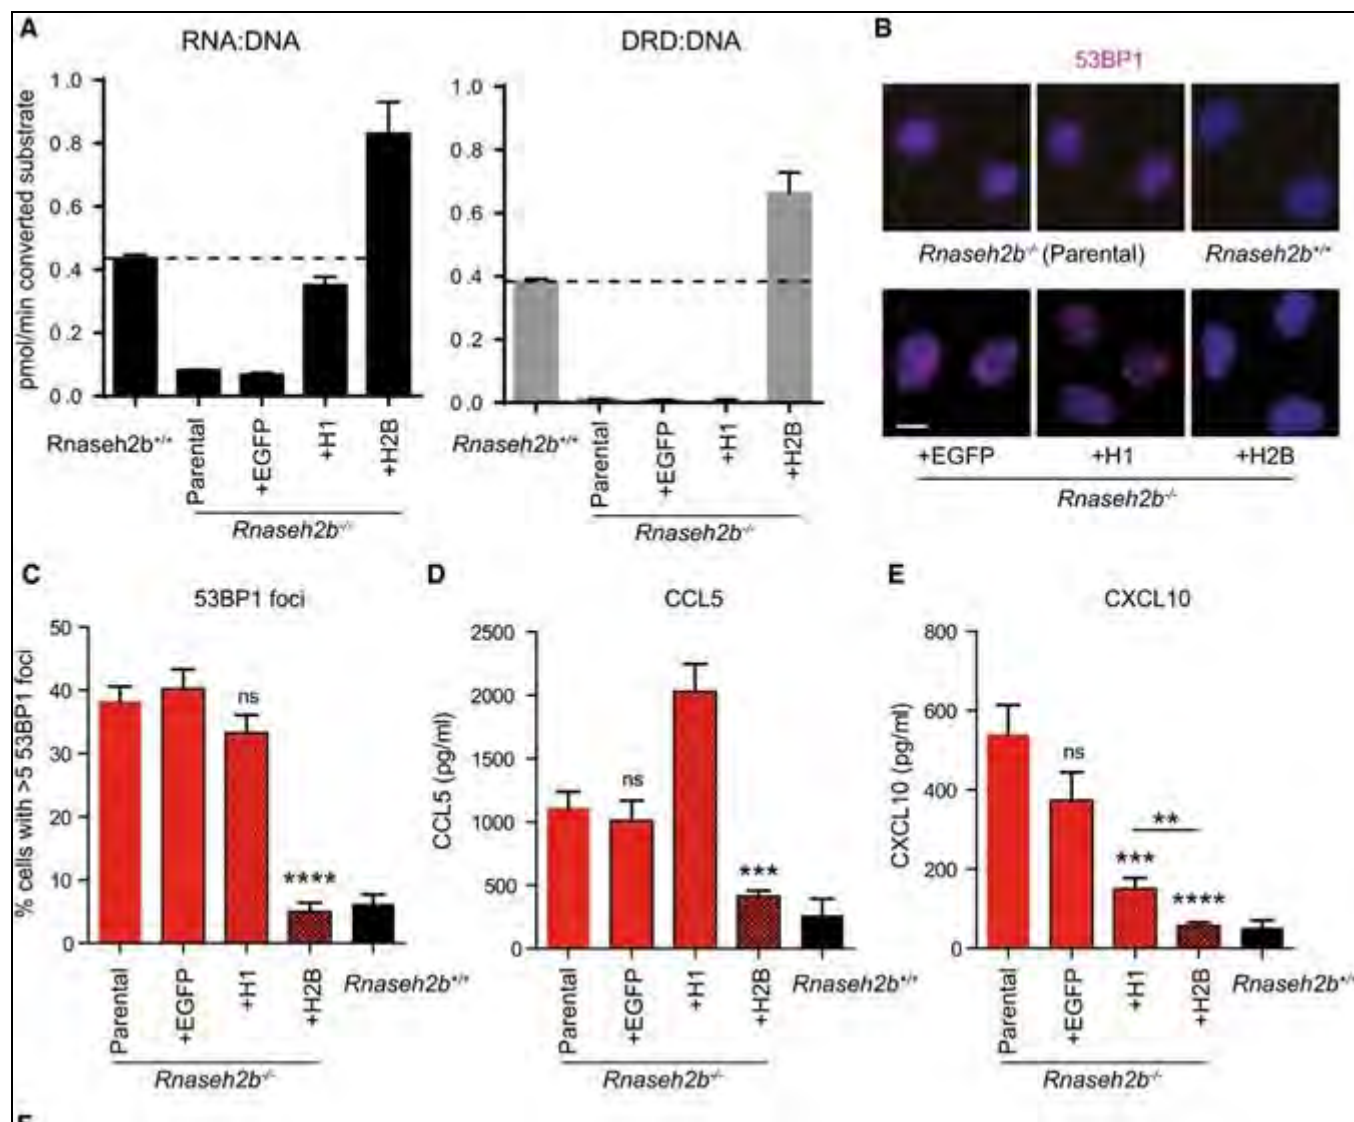 A
RNA:DNA
DRD:DNA
pmol/min converted substrate
1.0
0.8
0.6
0.4
0.2
0.0
Rnaseh2b+/+
Parental
+EGFP
+H1
+H2B
Rnaseh2b-/-
1.0
0.8
0.6
0.4
0.2
0.0
Rnaseh2b+/+
Parental
+EGFP
+H1
+H2B
Rnaseh2b-/-
B
53BP1
Rnaseh2b-/- (Parental)
Rnaseh2b+/+
+EGFP
+H1
+H2B
Rnaseh2b-/-
C
53BP1 foci
% cells with >5 53BP1 foci
50
40
30
20
10
0
ns
****
Parental
+EGFP
+H1
+H2B
Rnaseh2b+/+
Rnaseh2b-/-
D
CCL5
CCL5 (pg/ml)
2500
2000
1500
1000
500
0
ns
***
Parental
+EGFP
+H1
+H2B
Rnaseh2b+/+
Rnaseh2b-/-
E
CXCL10
CXCL10 (pg/ml)
800
600
400
200
0
ns
**
***
****
Parental
+EGFP
+H1
+H2B
Rnaseh2b+/+
Rnaseh2b-/-